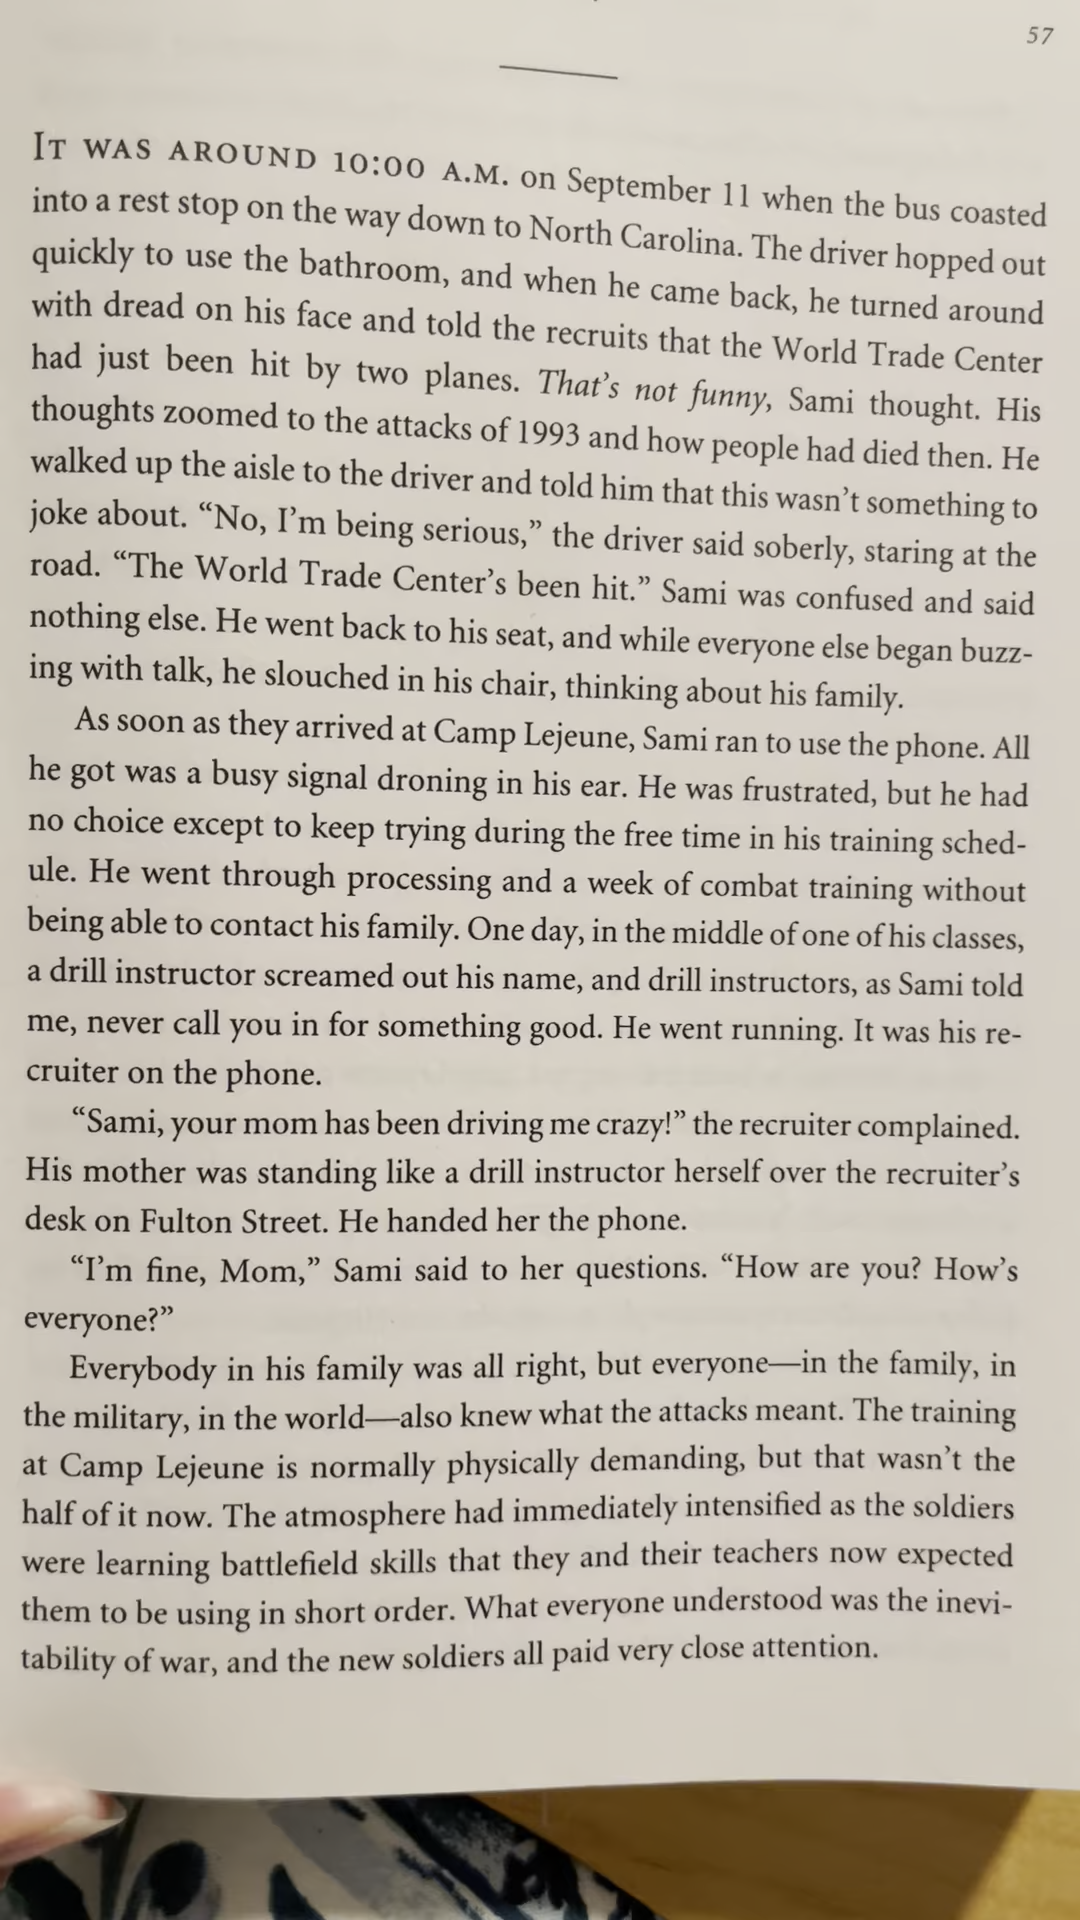 57
IT WAS AROUND 10:00 A.M. on September 11 when the bus coasted
into a rest stop on the way down to North Carolina. The driver hopped out
quickly to use the bathroom, and when he came back, he turned around
with dread on his face and told the recruits that the World Trade Center
had just been hit by two planes. That's not funny, Sami thought. His
thoughts zoomed to the attacks of 1993 and how people had died then. He
walked up the aisle to the driver and told him that this wasn't something to
joke about. “No, I'm being serious,” the driver said soberly, staring at the
road. “The World Trade Center's been hit.” Sami was confused and said
nothing else. He went back to his seat, and while everyone else began buzz-
ing with talk, he slouched in his chair, thinking about his family.
As soon as they arrived at Camp Lejeune, Sami ran to use the phone. All
he got was a busy signal droning in his ear. He was frustrated, but he had
no choice except to keep trying during the free time in his training sched-
ule. He went through processing and a week of combat training without
being able to contact his family. One day, in the middle of one of his classes,
a drill instructor screamed out his name, and drill instructors, as Sami told
me, never call you in for something good. He went running. It was his re-
cruiter on the phone.
“Sami, your mom has been driving me crazy!” the recruiter complained.
His mother was standing like a drill instructor herself over the recruiter's
desk on Fulton Street. He handed her the phone.
“I'm fine, Mom,” Sami said to her questions. “How are you? How's
everyone?”
Everybody in his family was all right, but everyone—in the family, in
the military, in the world—also knew what the attacks meant. The training
at Camp Lejeune is normally physically demanding, but that wasn't the
half of it now. The atmosphere had immediately intensified as the soldiers
were learning battlefield skills that they and their teachers now expected
them to be using in short order. What everyone understood was the inevi-
tability of war, and the new soldiers all paid very close attention.